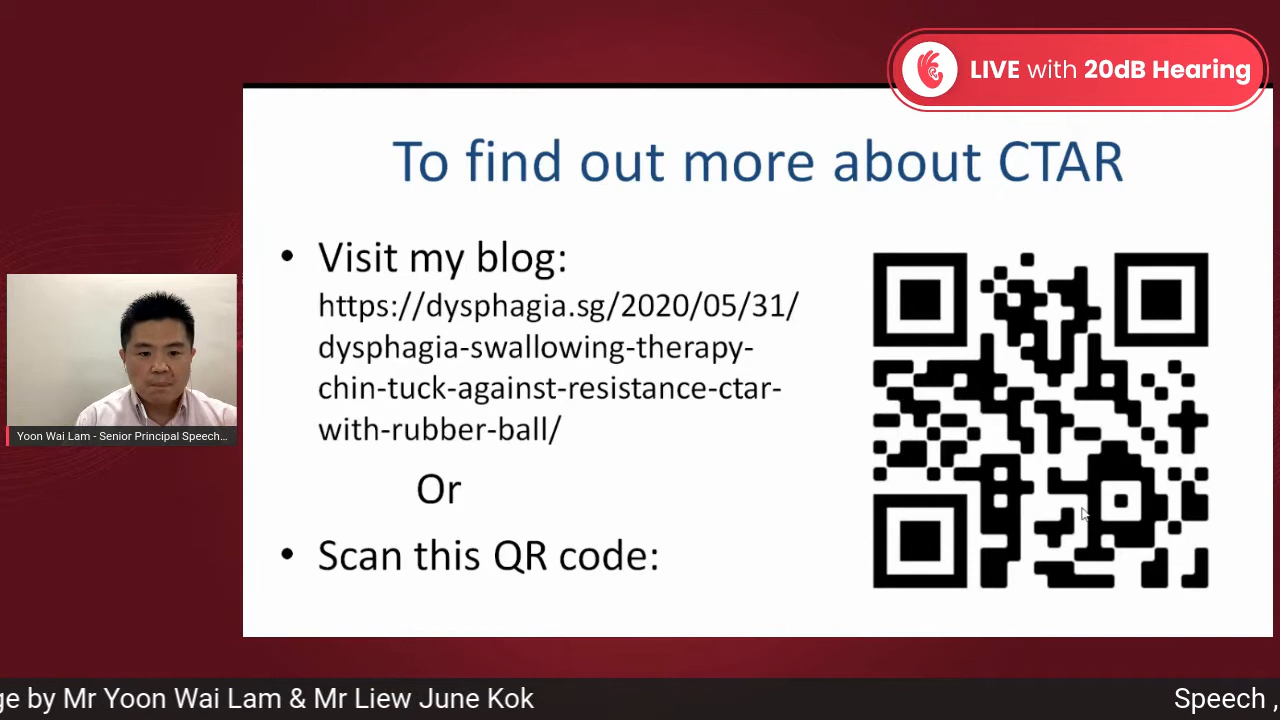 LIVE with 20dB Hearing
To find out more about CTAR
• Visit my blog:
https://dysphagia.sg/2020/05/31/
dysphagia-swallowing-therapy-
chin-tuck-against-resistance-ctar-
with-rubber-ball/
Or
• Scan this QR code:
Yoon Wai Lam - Senior Principal Speech...
ge by Mr Yoon Wai Lam & Mr Liew June Kok
Speech ,